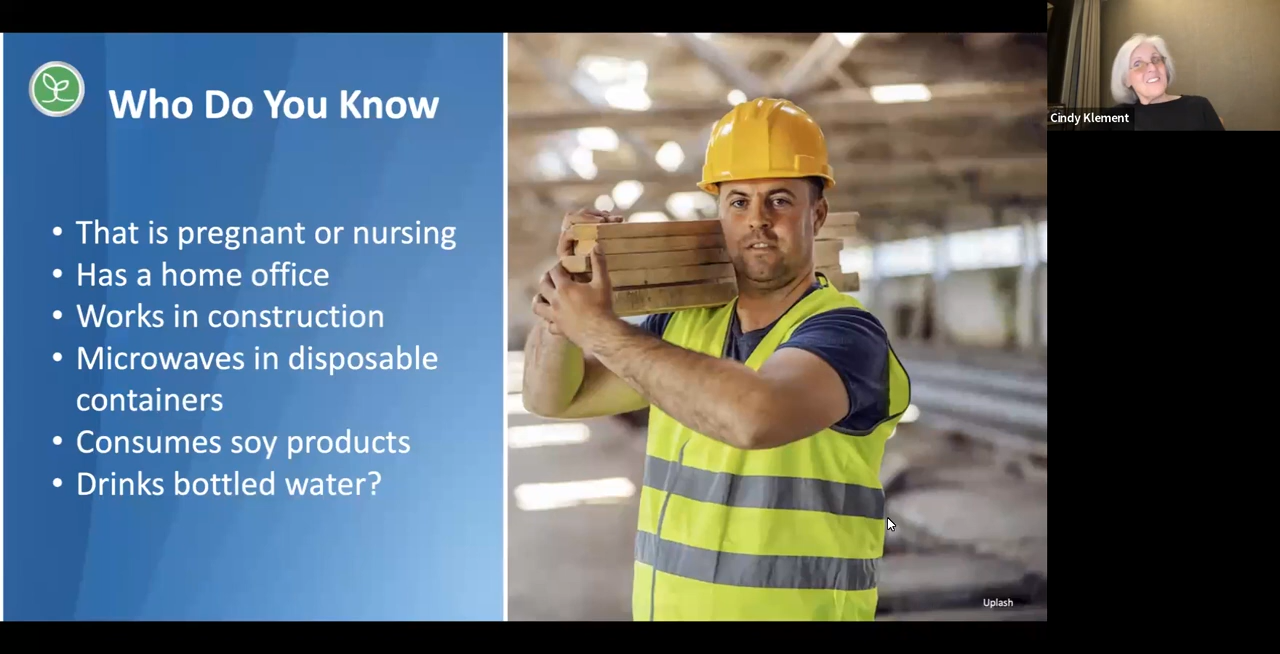 Who Do You Know
• That is pregnant or nursing
• Has a home office
• Works in construction
• Microwaves in disposable
containers
• Consumes soy products
• Drinks bottled water?
Uplash
Cindy Klement